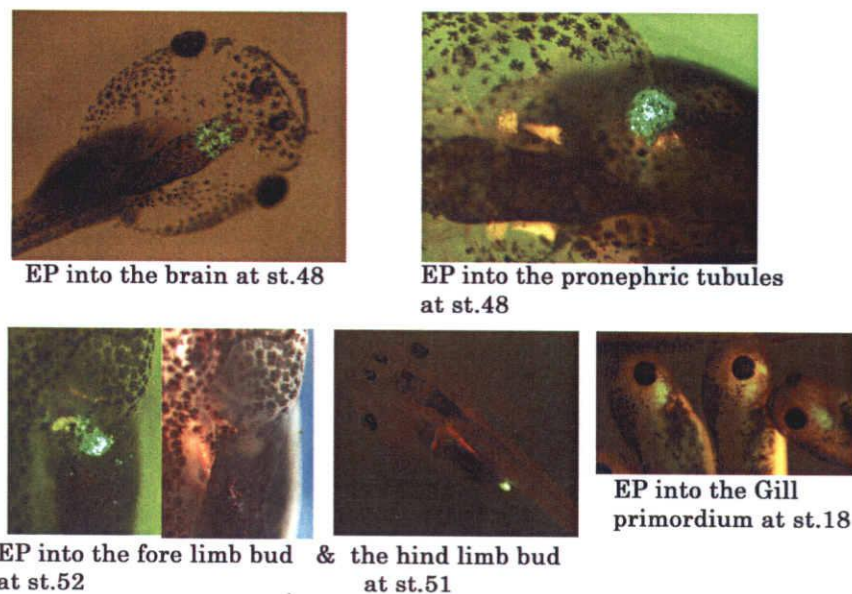 EP into the brain at st.48
EP into the pronephric tubules
at st.48
EP into the fore limb bud & the hind limb bud
at st.52
at st.51
EP into the Gill
primordium at st.18